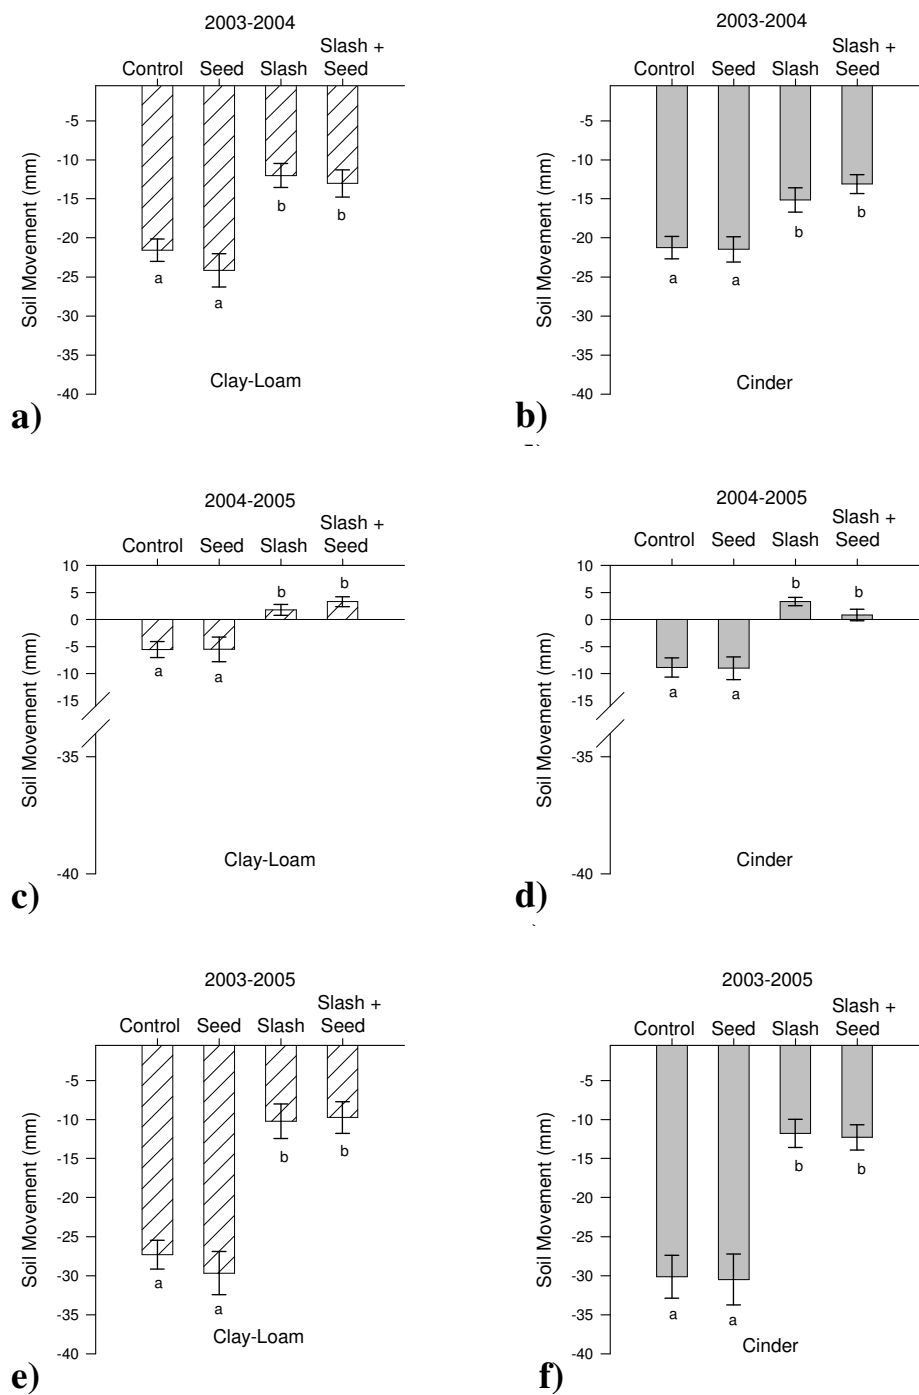 2003-2004
Control Seed Slash Slash +
Seed
Soil Movement (mm)
-5
-10
-15
-20
-25
-30
-35
-40
a
a
b
b
Clay-Loam
a)
2003-2004
Control Seed Slash Slash +
Seed
Soil Movement (mm)
-5
-10
-15
-20
-25
-30
-35
-40
a
a
b
b
Cinder
b)
2004-2005
Control Seed Slash Slash +
Seed
Soil Movement (mm)
10
5
0
-5
-10
-15
-35
-40
a
a
b
b
Clay-Loam
c)
2004-2005
Control Seed Slash Slash +
Seed
Soil Movement (mm)
10
5
0
-5
-10
-15
-35
-40
a
a
b
b
Cinder
d)
2003-2005
Control Seed Slash Slash +
Seed
Soil Movement (mm)
-5
-10
-15
-20
-25
-30
-35
-40
a
a
b
b
Clay-Loam
e)
2003-2005
Control Seed Slash Slash +
Seed
Soil Movement (mm)
-5
-10
-15
-20
-25
-30
-35
-40
a
a
b
b
Cinder
f)